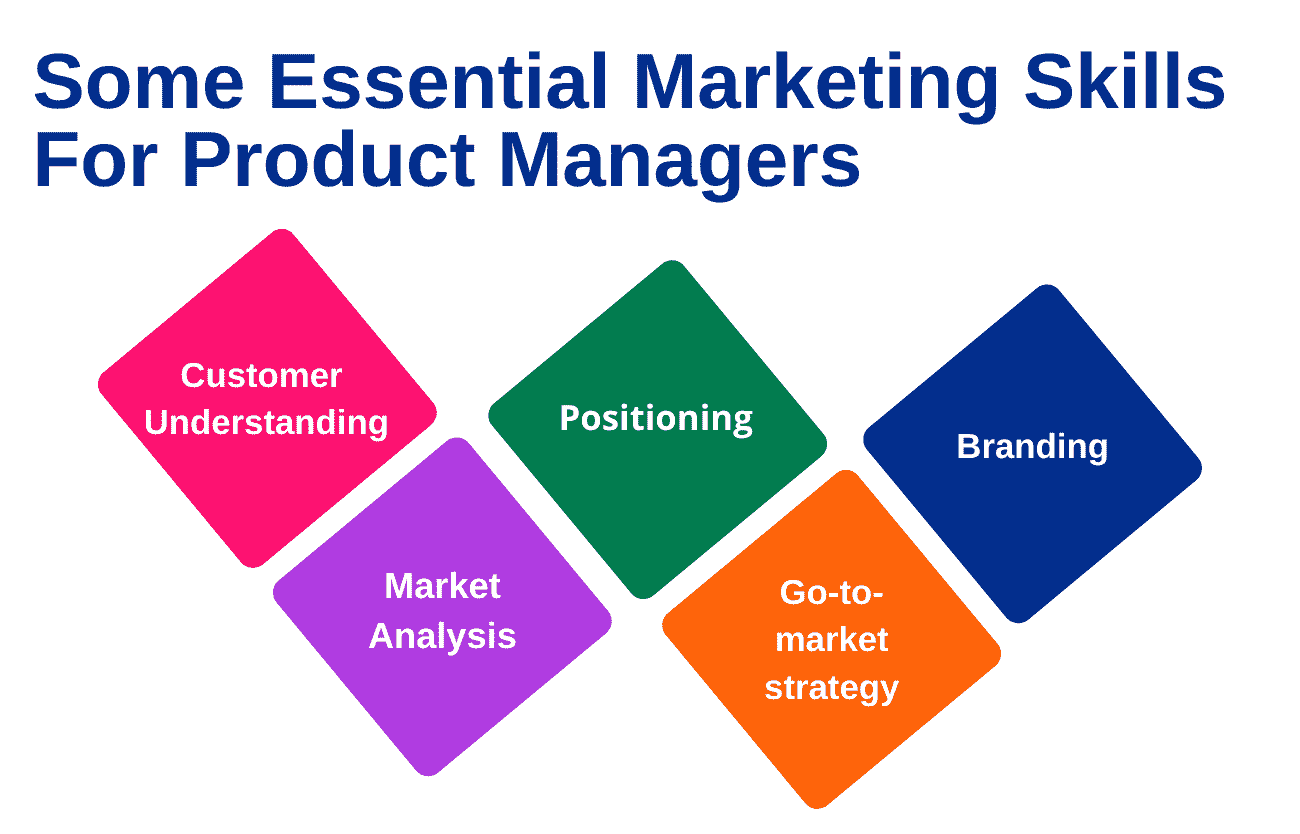 Some Essential Marketing Skills
For Product Managers
Customer
Understanding
Market
Analysis
Positioning
Go-to-
market
strategy
Branding